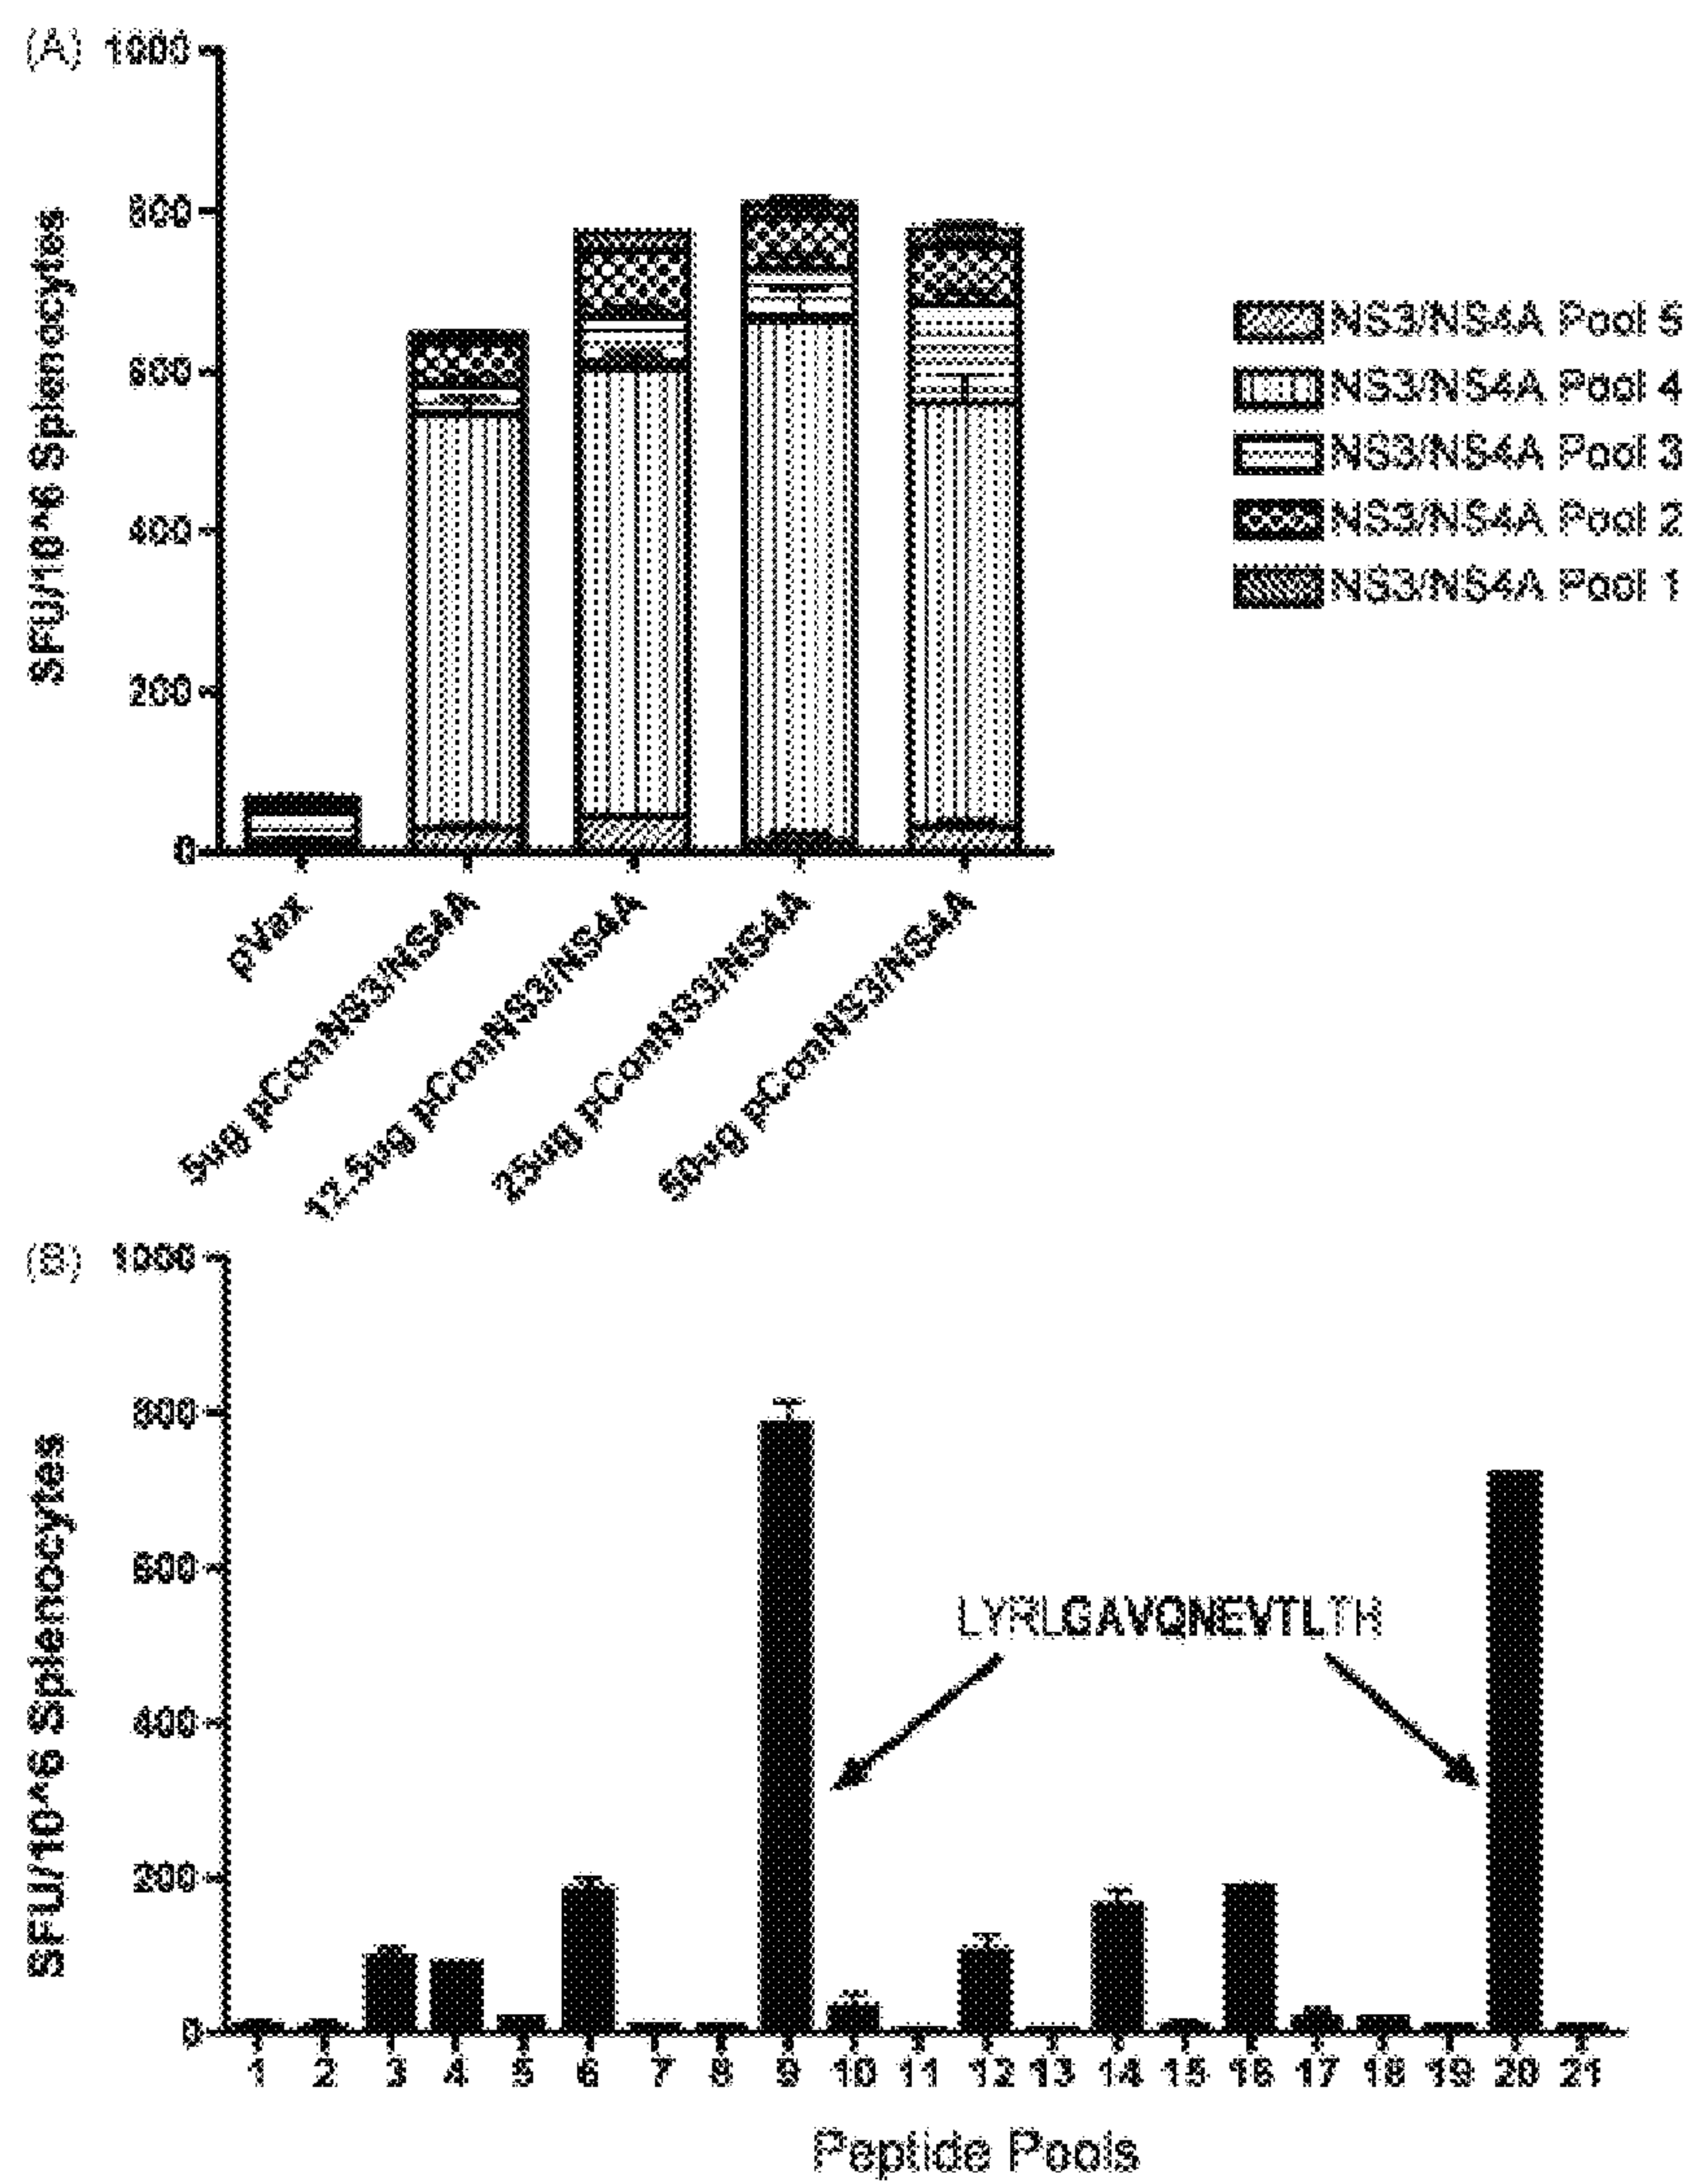 (A)
1000
800
600
400
200
0
SFU/10^6 Splenocytes
NS3/NS4A Pool 5
NS3/NS4A Pool 4
NS3/NS4A Pool 3
NS3/NS4A Pool 2
NS3/NS4A Pool 1
pVax
5ug pConNS3/NS4A
12.5ug pConNS3/NS4A
25ug pConNS3/NS4A
50ug pConNS3/NS4A
(B)
1000
800
600
400
200
0
SFU/10^6 Splenocytes
LYRLGAVQNEVTLTH
1 2 3 4 5 6 7 8 9 10 11 12 13 14 15 16 17 18 19 20 21
Peptide Pools